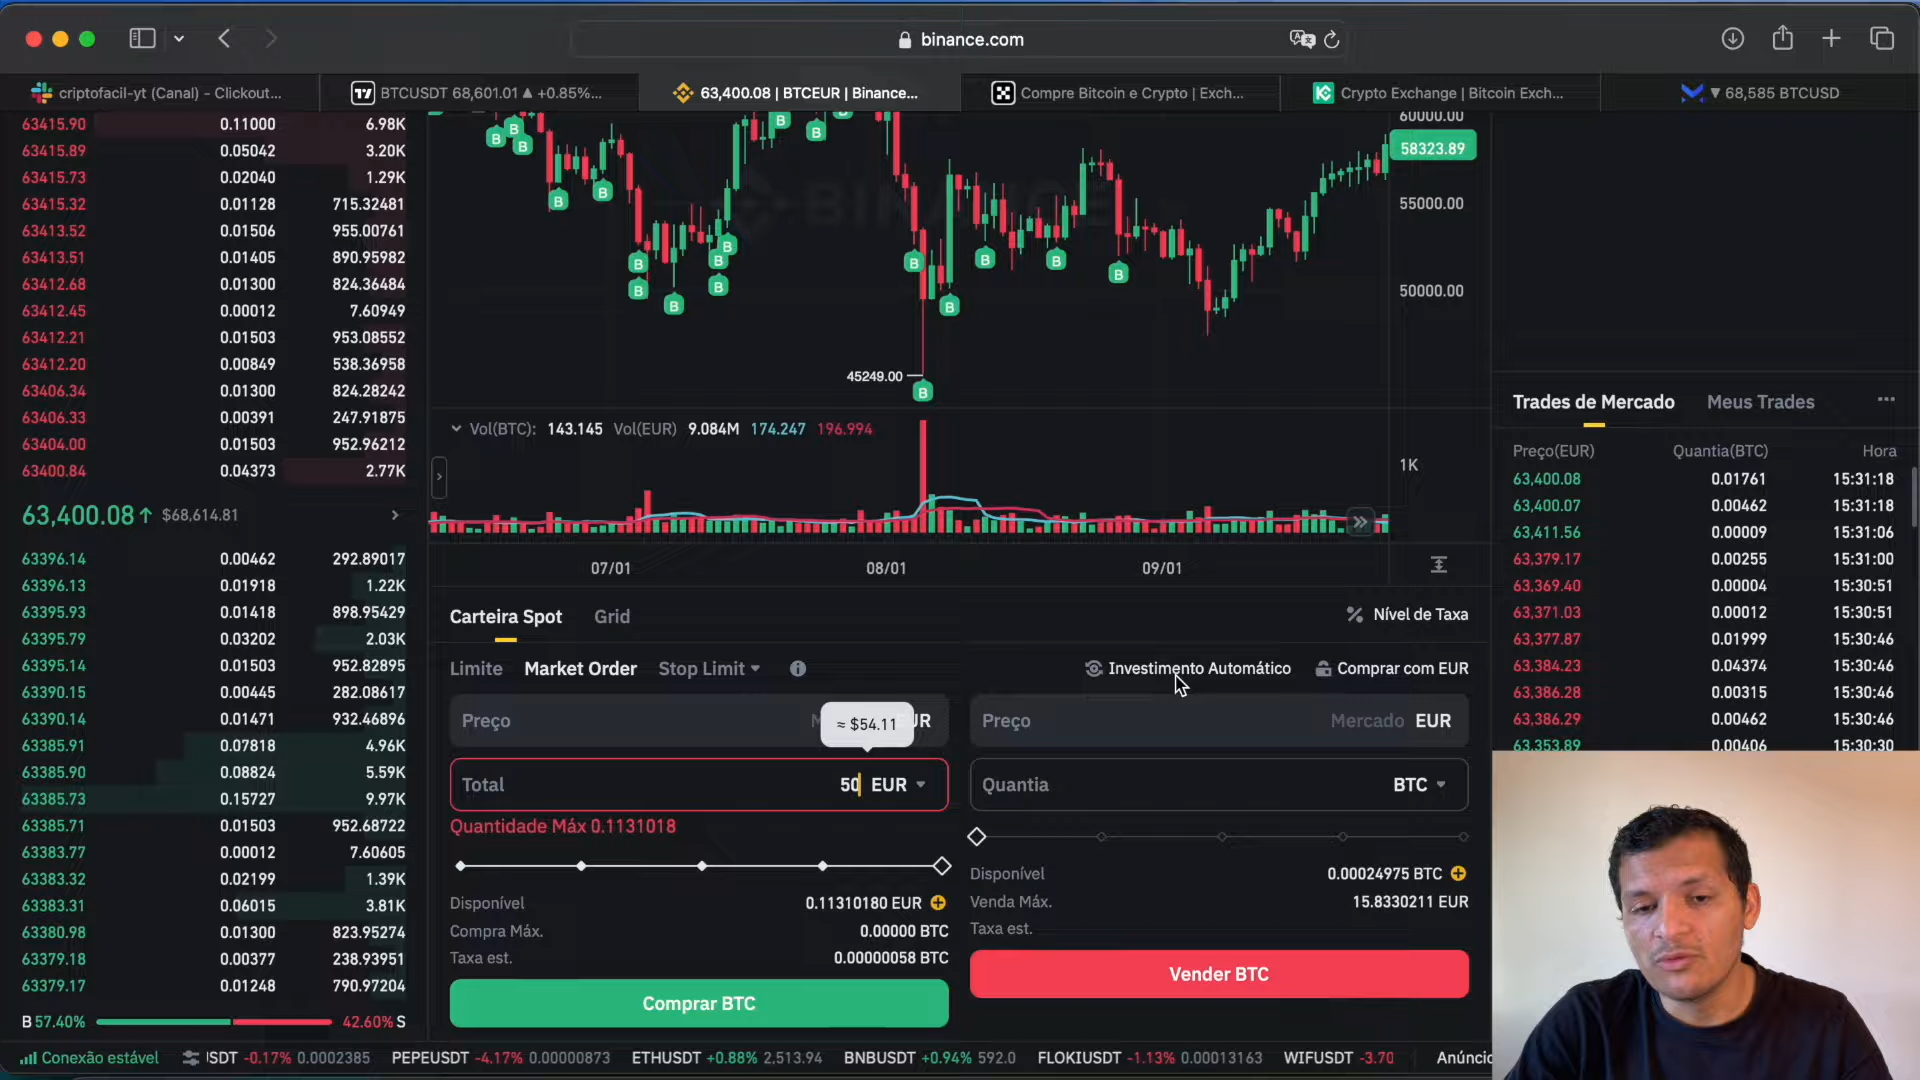 binance.com
criptofacil-yt (Canal) - Clickout...
BTCUSDT 68,601.01 ▲ +0.85%...
63,400.08 | BTCEUR | Binance...
Compre Bitcoin e Crypto | Exch...
Crypto Exchange | Bitcoin Exch...
▼ 68,585 BTCUSD
63415.90 0.11000 6.98K
63415.89 0.05042 3.20K
63415.73 0.02040 1.29K
63415.32 0.01128 715.32481
63413.52 0.01506 955.00761
63413.51 0.01405 890.95982
63412.68 0.01300 824.36484
63412.45 0.00012 7.60949
63412.21 0.01503 953.08552
63412.20 0.00849 538.36958
63406.34 0.01300 824.28242
63406.33 0.00391 247.91875
63404.00 0.01503 952.96212
63400.84 0.04373 2.77K
63,400.08↑ $68,614.81
63396.14 0.00462 292.89017
63396.13 0.01918 1.22K
63395.93 0.01418 898.95429
63395.79 0.03202 2.03K
63395.14 0.01503 952.82895
63390.15 0.00445 282.08617
63390.14 0.01471 932.46896
63385.91 0.07818 4.96K
63385.90 0.08824 5.59K
63385.73 0.15727 9.97K
63385.71 0.01503 952.68722
63383.77 0.00012 7.60605
63383.32 0.02199 1.39K
63383.31 0.06015 3.81K
63380.98 0.01300 823.95274
63379.18 0.00377 238.93951
63379.17 0.01248 790.97204
B 57.40% 42.60% S
60000.00
58323.89
55000.00
50000.00
45249.00
Vol(BTC): 143.145 Vol(EUR) 9.084M 174.247 196.994
1K
07/01 08/01 09/01
Carteira Spot Grid
% Nível de Taxa
Limite Market Order Stop Limit
Investimento Automático Comprar com EUR
Preço
≈ $54.11
Total 50 EUR
Quantidade Máx 0.1131018
Disponível 0.11310180 EUR
Compra Máx. 0.00000 BTC
Taxa est. 0.00000058 BTC
Comprar BTC
Preço Mercado EUR
Quantia BTC
Disponível 0.00024975 BTC
Venda Máx. 15.8330211 EUR
Taxa est.
Vender BTC
Trades de Mercado Meus Trades
Preço(EUR) Quantia(BTC) Hora
63,400.08 0.01761 15:31:18
63,400.07 0.00462 15:31:18
63,411.56 0.00009 15:31:06
63,379.17 0.00255 15:31:00
63,369.40 0.00004 15:30:51
63,371.03 0.00012 15:30:51
63,377.87 0.01999 15:30:46
63,384.23 0.04374 15:30:46
63,386.28 0.00315 15:30:46
63,386.29 0.00462 15:30:46
63,353.89 0.00406 15:30:30
Conexão estável
-0.17% 0.0002385 PEPEUSDT -4.17% 0.00000873 ETHUSDT +0.88% 2,513.94 BNBUSDT +0.94% 592.0 FLOKIUSDT -1.13% 0.00013163 WIFUSDT -3.70